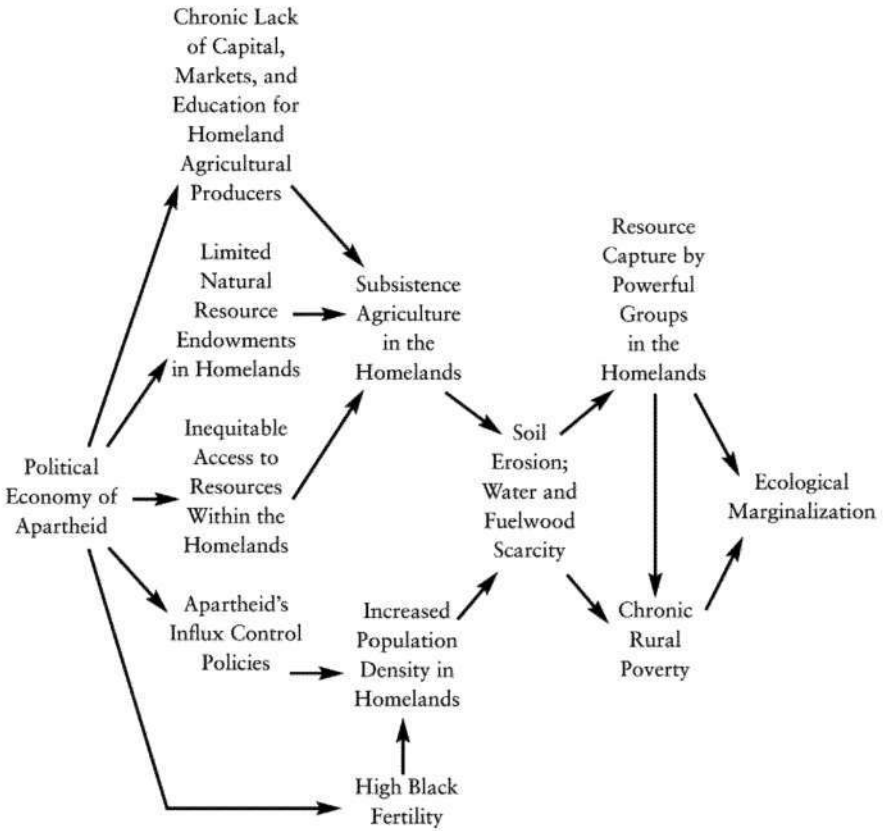 Chronic Lack
of Capital,
Markets, and
Education for
Homeland
Agricultural
Producers
Limited
Natural
Resource
Endowments
in Homelands
Subsistence
Agriculture
in the
Homelands
Resource
Capture by
Powerful
Groups
in the
Homelands
Political
Economy of
Apartheid
Inequitable
Access to
Resources
Within the
Homelands
Soil
Erosion;
Water and
Fuelwood
Scarcity
Ecological
Marginalization
Apartheid's
Influx Control
Policies
Increased
Population
Density in
Homelands
Chronic
Rural
Poverty
High Black
Fertility